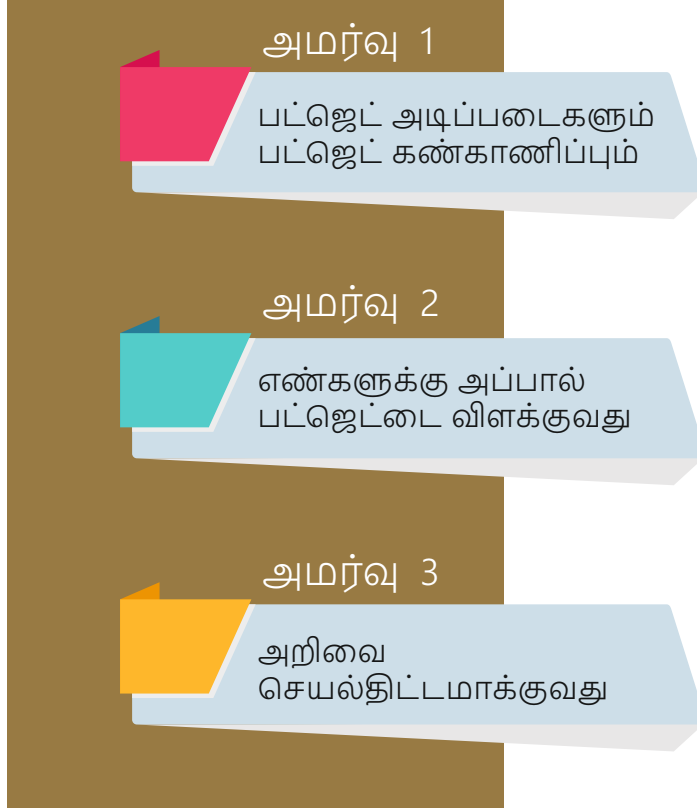 அமர்வு 1
பட்ஜெட் அடிப்படைகளும்
பட்ஜெட் கண்காணிப்பும்
அமர்வு 2
எண்களுக்கு அப்பால்
பட்ஜெட்டை விளக்குவது
அமர்வு 3
அறிவை
செயல்திட்டமாக்குவது